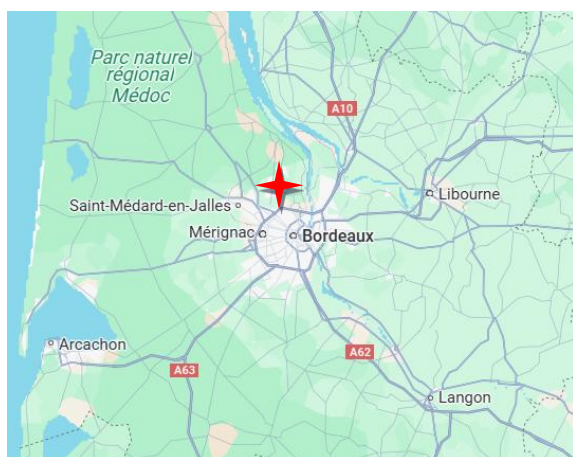 Parc naturel
régional
Médoc
A10
Libourne
Saint-Médard-en-Jalles
Mérignac
Bordeaux
Arcachon
A62
A63
Langon